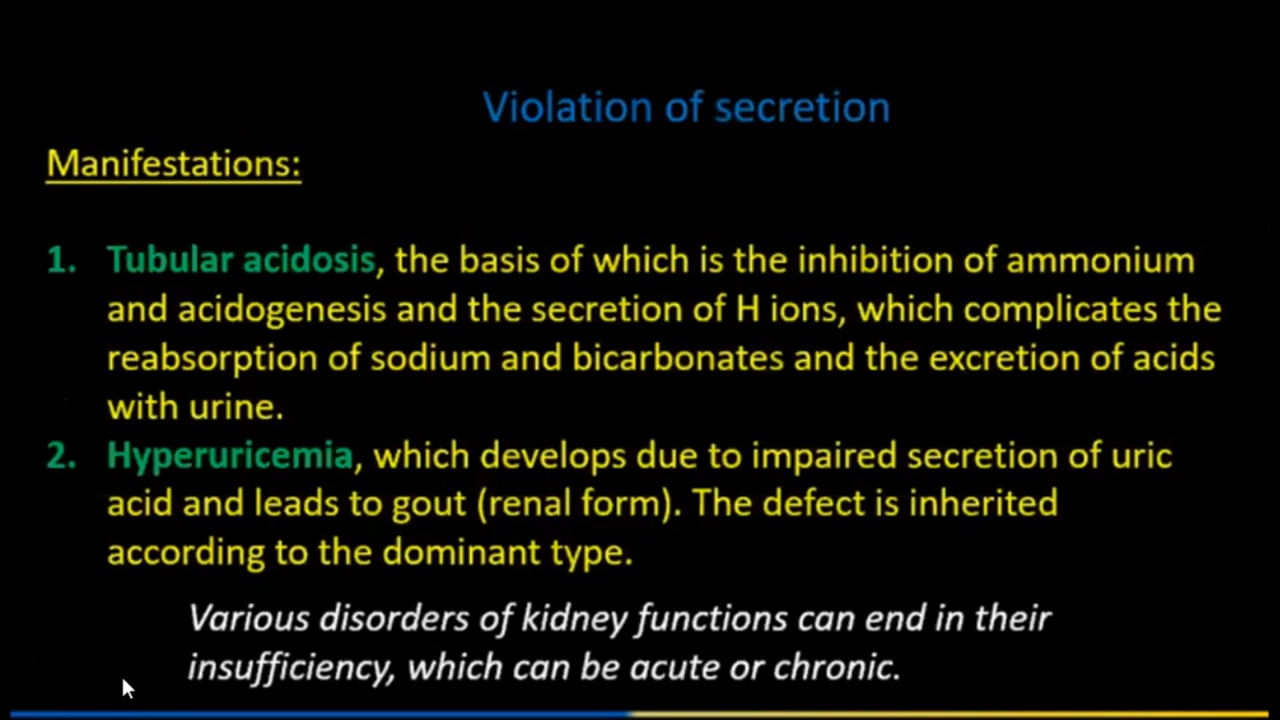 Violation of secretion
Manifestations:
1. Tubular acidosis, the basis of which is the inhibition of ammonium
and acidogenesis and the secretion of H ions, which complicates the
reabsorption of sodium and bicarbonates and the excretion of acids
with urine.
2. Hyperuricemia, which develops due to impaired secretion of uric
acid and leads to gout (renal form). The defect is inherited
according to the dominant type.
Various disorders of kidney functions can end in their
insufficiency, which can be acute or chronic.